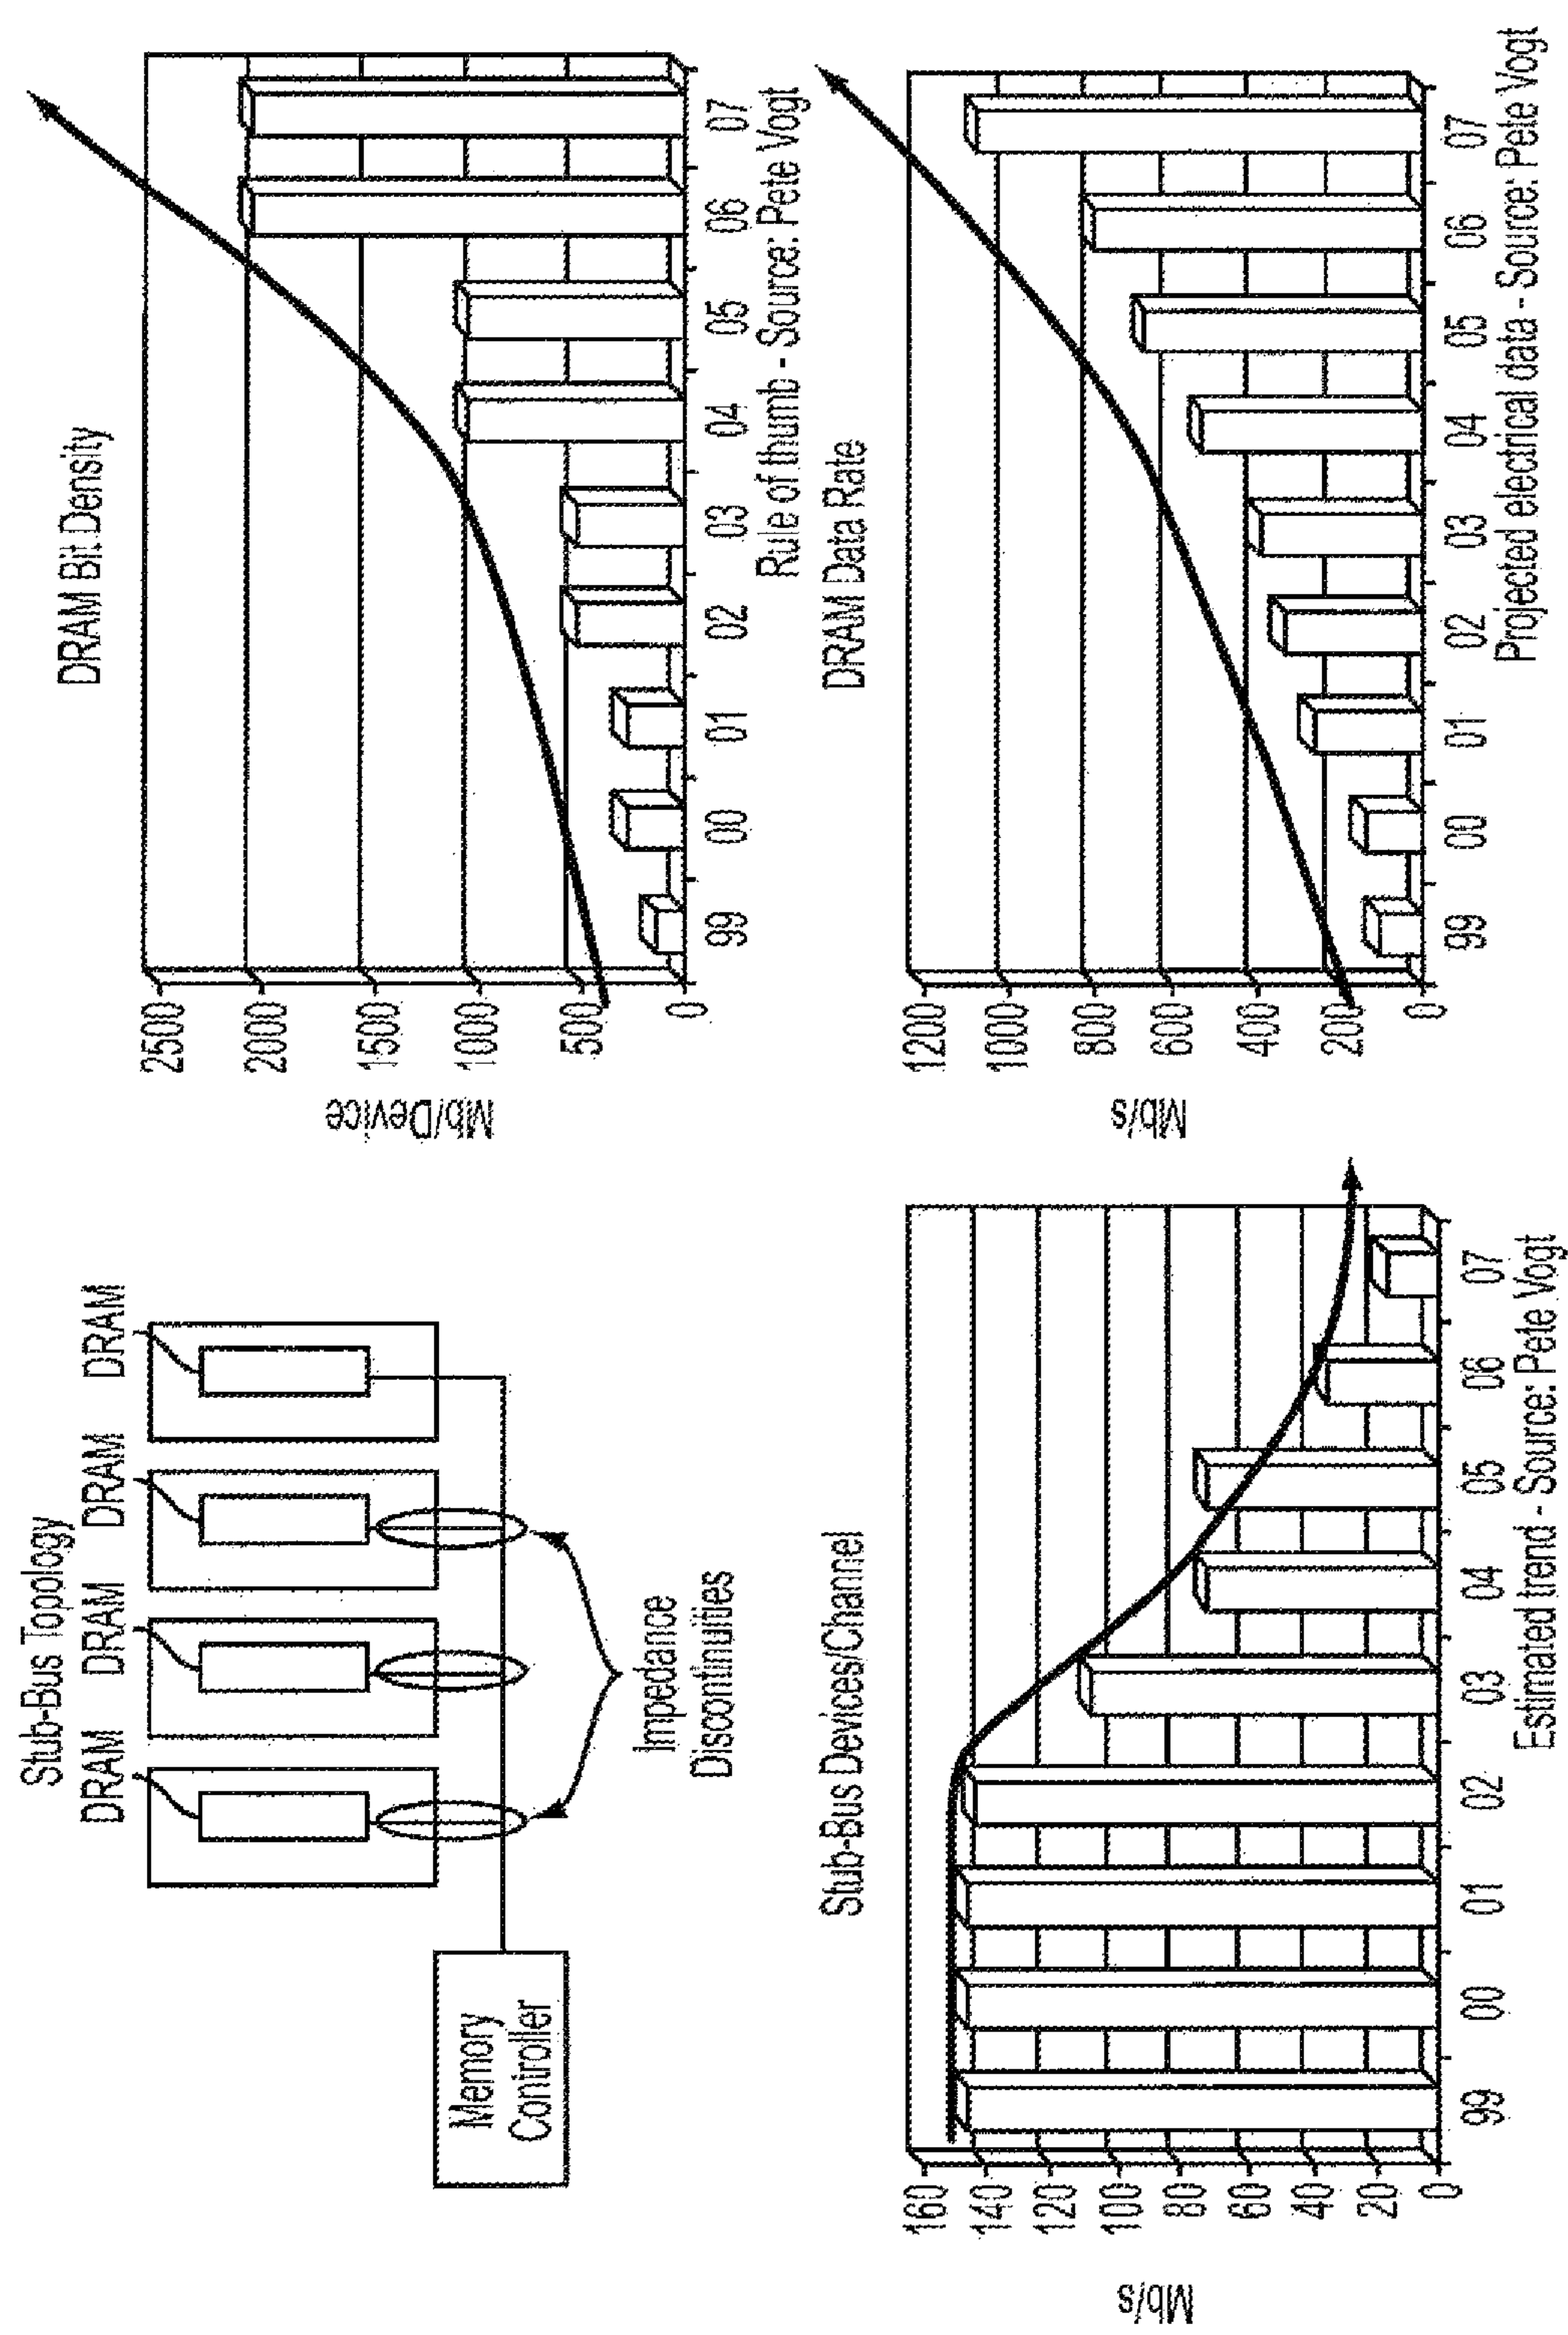 Stub-Bus Topology
DRAM DRAM DRAM DRAM
Memory
Controller
Impedance
Discontinuities
DRAM Bit Density
Mb/Device
2500
2000
1500
1000
500
0
99 00 01 02 03 04 05 06 07
Rule of thumb - Source: Pete Vogt
Stub-Bus Devices/Channel
Mb/s
160
140
120
100
80
60
40
20
0
99 00 01 02 03 04 05 06 07
Estimated trend - Source: Pete Vogt
DRAM Data Rate
Mb/s
1200
1000
800
600
400
200
0
99 00 01 02 03 04 05 06 07
Projected electrical data - Source: Pete Vogt